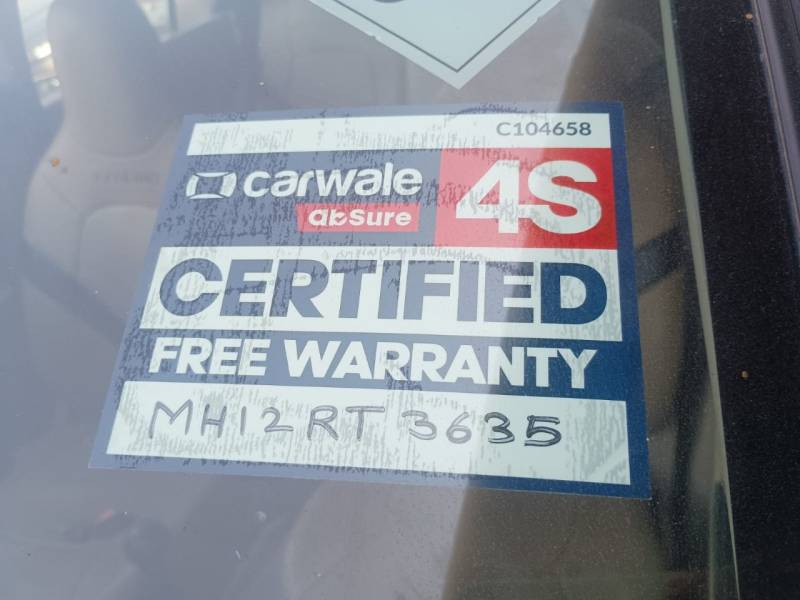 C104658
carwale
abSure
4S
CERTIFIED
FREE WARRANTY
MH12RT 3635